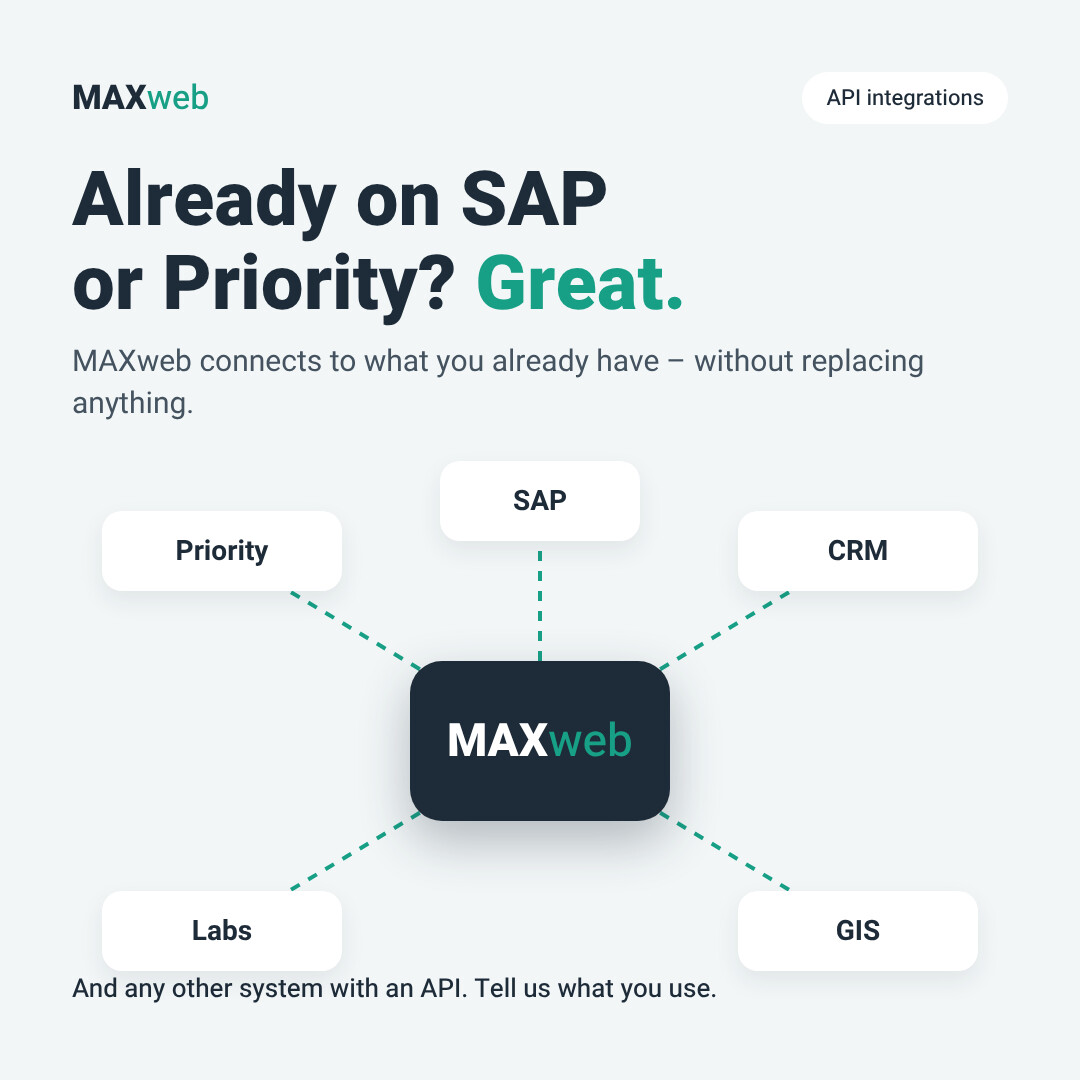 MAXweb
API integrations
Already on SAP
or Priority? Great.
MAXweb connects to what you already have – without replacing
anything.
SAP
Priority
CRM
MAXweb
Labs
GIS
And any other system with an API. Tell us what you use.